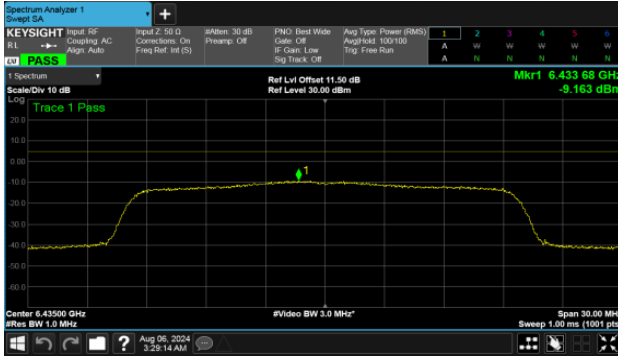 Spectrum Analyzer 1
Swept SA
+
KEYSIGHT
RL
LXI PASS
Input: RF
Coupling: AC
Align: Auto
Input Z: 50 Ω
Corrections: On
Freq Ref: Int (S)
#Atten: 30 dB
Preamp: Off
PNO: Best Wide
Gate: Off
IF Gain: Low
Sig Track: Off
Avg Type: Power (RMS)
Avg|Hold: 100/100
Trig: Free Run
1 2 3 4 5 6
A W W W W W
A N N N N N
1 Spectrum
Scale/Div 10 dB
Ref Lvl Offset 11.50 dB
Ref Level 30.00 dBm
Mkr1 6.433 68 GHz
-9.163 dBm
Log
Trace 1 Pass
20.0
10.0
0.00
-10.0
-20.0
-30.0
-40.0
-50.0
-60.0
1
Center 6.43500 GHz
#Res BW 1.0 MHz
#Video BW 3.0 MHz*
Span 30.00 MH
Sweep 1.00 ms (1001 pts
?
Aug 06, 2024
3:29:14 AM